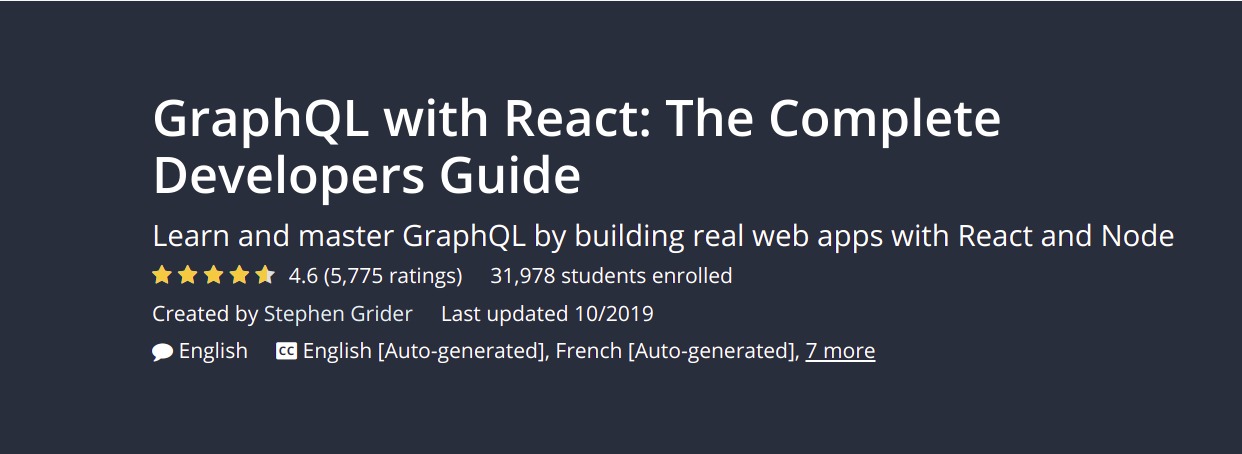 GraphQL with React: The Complete
Developers Guide
Learn and master GraphQL by building real web apps with React and Node
4.6 (5,775 ratings) 31,978 students enrolled
Created by Stephen Grider Last updated 10/2019
English CC English [Auto-generated], French [Auto-generated], 7 more